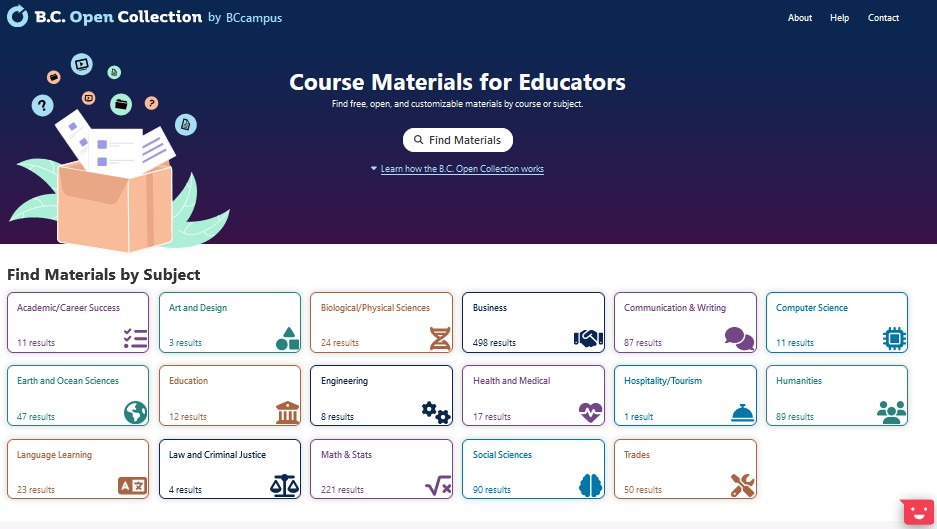 B.C. Open Collection by BCcampus
About Help Contact
Course Materials for Educators
Find free, open, and customizable materials by course or subject.
Find Materials
Learn how the B.C. Open Collection works
Find Materials by Subject
Academic/Career Success
11 results
Art and Design
3 results
Biological/Physical Sciences
24 results
Business
498 results
Communication & Writing
87 results
Computer Science
11 results
Earth and Ocean Sciences
47 results
Education
12 results
Engineering
8 results
Health and Medical
17 results
Hospitality/Tourism
1 result
Humanities
89 results
Language Learning
23 results
Law and Criminal Justice
4 results
Math & Stats
221 results
Social Sciences
90 results
Trades
50 results